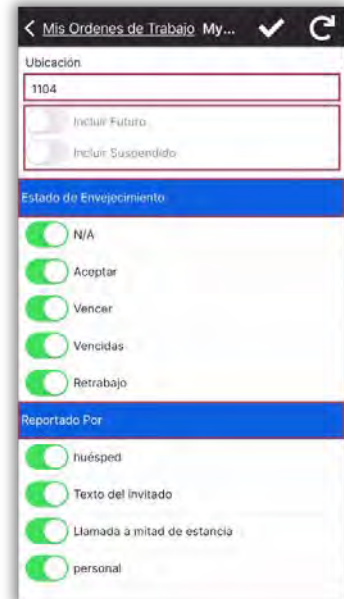 Mis Ordenes de Trabajo My...
Ubicación
1104
Incluir Futuro
Incluir Suspendido
Estado de Envejecimiento
N/A
Aceptar
Vencer
Vencidas
Retrabajo
Reportado Por
huésped
Texto del invitado
Llamada a mitad de estancia
personal